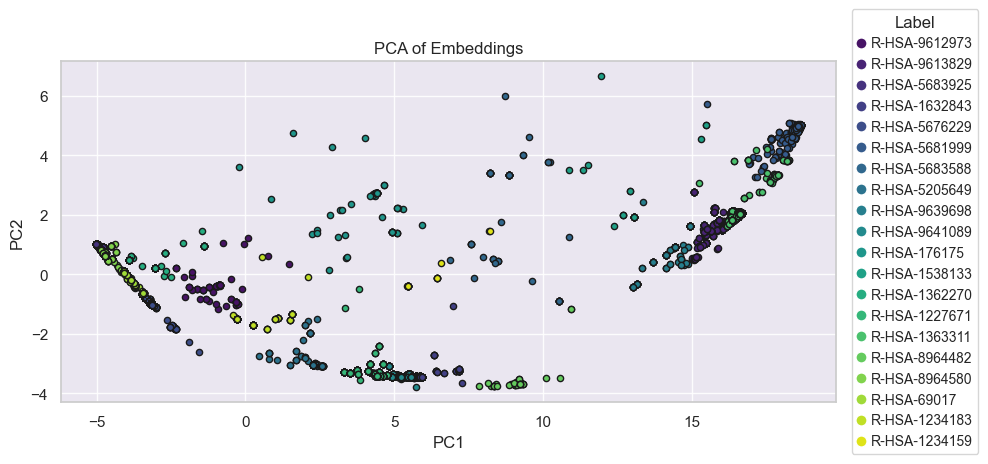 PCA of Embeddings
6
4
2
0
−2
−4
PC2
−5
0
5
10
15
PC1
Label
R-HSA-9612973
R-HSA-9613829
R-HSA-5683925
R-HSA-1632843
R-HSA-5676229
R-HSA-5681999
R-HSA-5683588
R-HSA-5205649
R-HSA-9639698
R-HSA-9641089
R-HSA-176175
R-HSA-1538133
R-HSA-1362270
R-HSA-1227671
R-HSA-1363311
R-HSA-8964482
R-HSA-8964580
R-HSA-69017
R-HSA-1234183
R-HSA-1234159